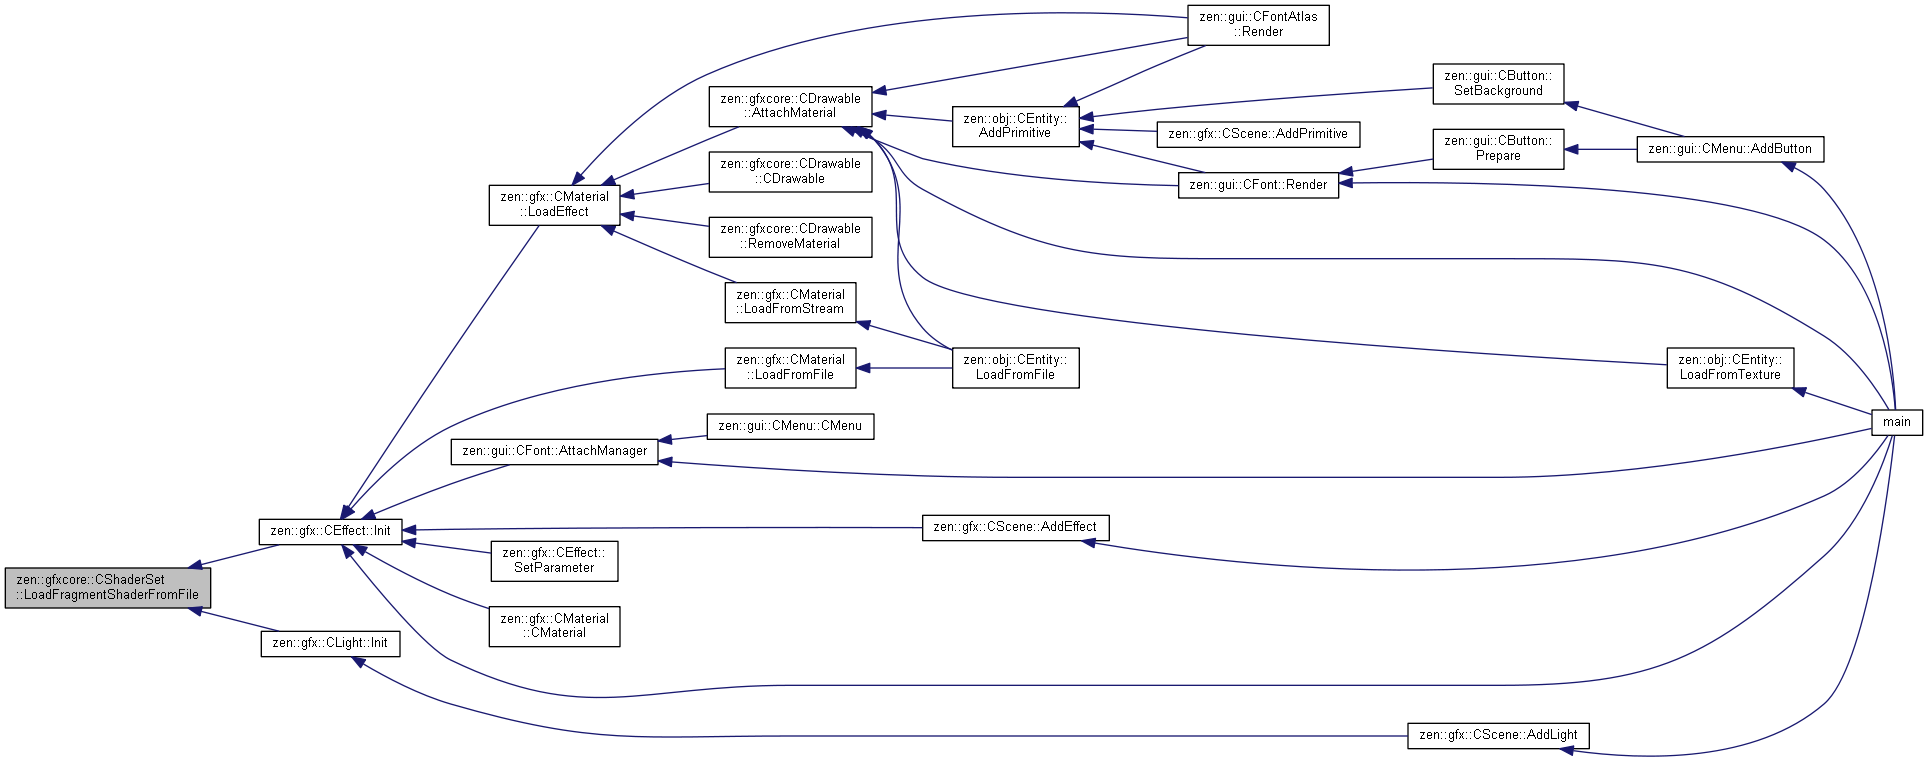 zen::gui::CFontAtlas
::Render
zen::gui::CButton::
SetBackground
zen::gfxcore::CDrawable
::AttachMaterial
zen::obj::CEntity::
AddPrimitive
zen::gfx::CScene::AddPrimitive
zen::gui::CButton::
Prepare
zen::gui::CMenu::AddButton
zen::gfxcore::CDrawable
::CDrawable
zen::gui::CFont::Render
zen::gfx::CMaterial
::LoadEffect
zen::gfxcore::CDrawable
::RemoveMaterial
zen::gfx::CMaterial
::LoadFromStream
zen::gfx::CMaterial
::LoadFromFile
zen::obj::CEntity::
LoadFromFile
zen::obj::CEntity::
LoadFromTexture
main
zen::gui::CMenu::CMenu
zen::gui::CFont::AttachManager
zen::gfx::CEffect::Init
zen::gfx::CScene::AddEffect
zen::gfx::CEffect::
SetParameter
zen::gfxcore::CShaderSet
::LoadFragmentShaderFromFile
zen::gfx::CMaterial
::CMaterial
zen::gfx::CLight::Init
zen::gfx::CScene::AddLight